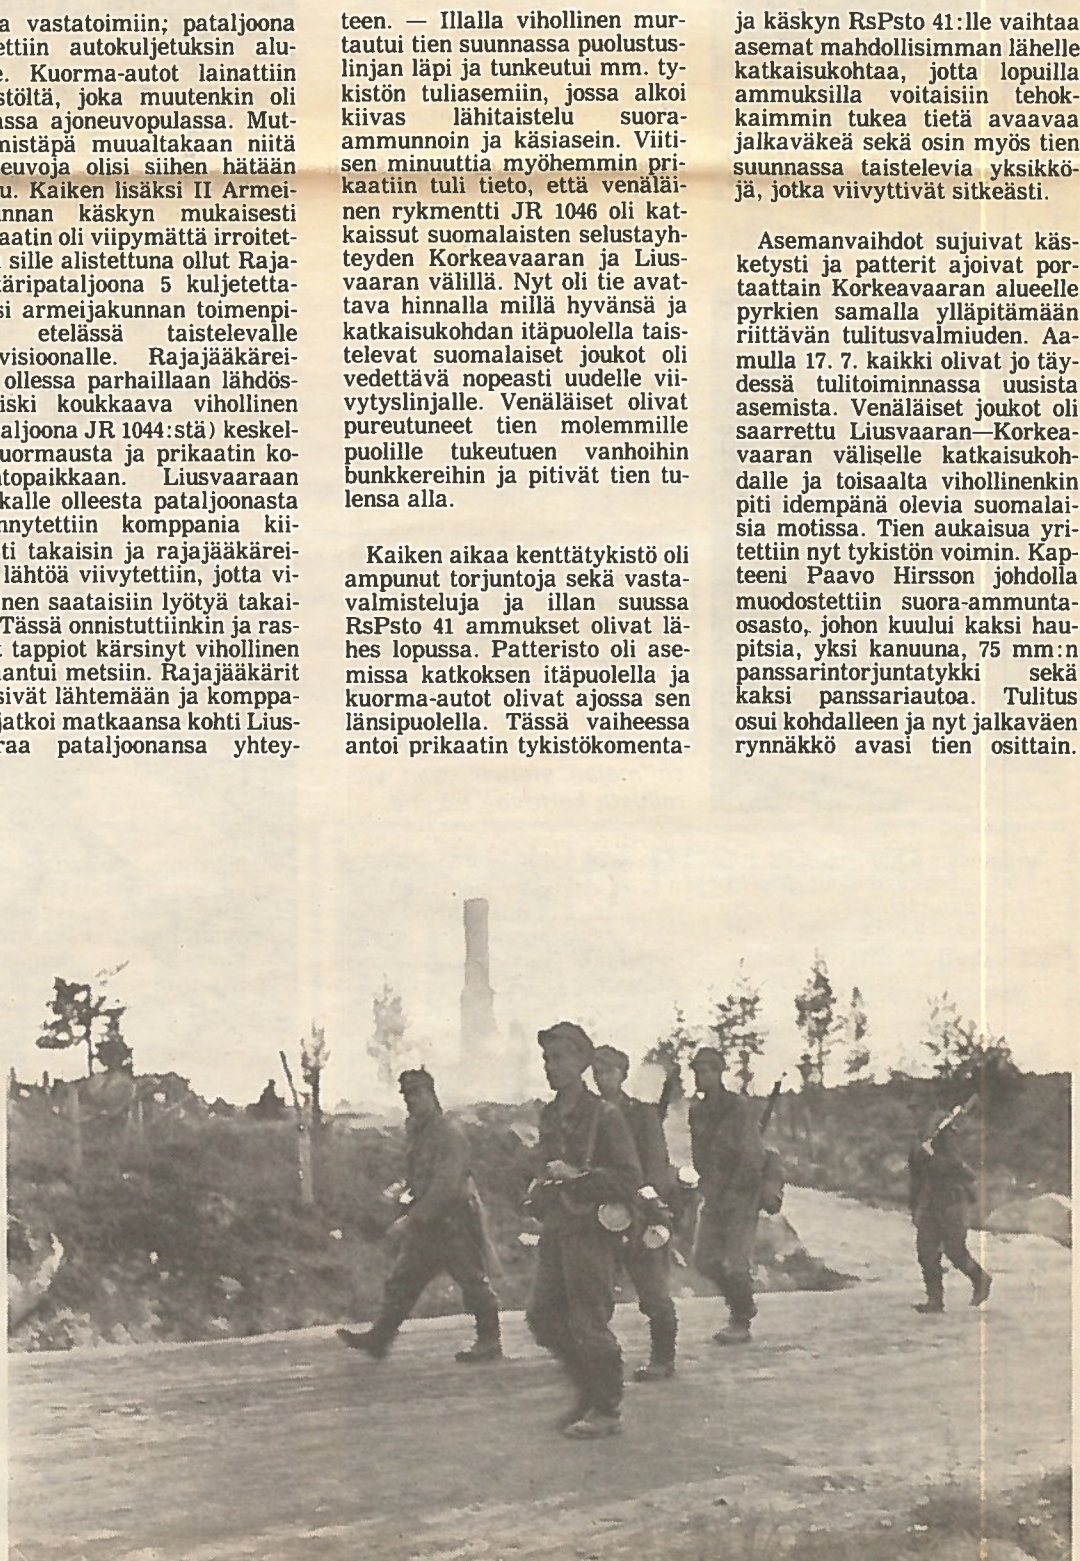 a vastatoimiin; pataljoona
ettiin autokuljetuksin alu-
e. Kuorma-autot lainattiin
stöltä, joka muutenkin oli
assa ajoneuvopulassa. Mut-
mistäpä muualtakaan niitä
euvoja olisi siihen hätään
u. Kaiken lisäksi II Armei-
unnan käskyn mukaisesti
aatin oli viipymättä irroitet-
sille alistettuna ollut Raja-
käripataljoona 5 kuljetetta-
si armeijakunnan toimenpi-
etelässä taistelevalle
visioonalle. Rajajääkärei-
ollessa parhaillaan lähdös-
iski koukkaava vihollinen
aljoona JR 1044:stä) keskel-
uormausta ja prikaatin ko-
topaikkaan. Liusvaaraan
kalle olleesta pataljoonasta
nnytettiin komppania kii-
ti takaisin ja rajajääkärei-
lähtöä viivytettiin, jotta vi-
nen saataisiin lyötyä takai-
Tässä onnistuttiinkin ja ras-
t tappiot kärsinyt vihollinen
aantui metsiin. Rajajääkärit
sivät lähtemään ja komppa-
jatkoi matkaansa kohti Lius-
raa pataljoonansa yhtey-
teen. — Illalla vihollinen mur-
tautui tien suunnassa puolustus-
linjan läpi ja tunkeutui mm. ty-
kistön tuliasemiin, jossa alkoi
kiivas lähitaistelu suora-
ammunnoin ja käsiasein. Viiti-
sen minuuttia myöhemmin pri-
kaatiin tuli tieto, että venäläi-
nen rykmentti JR 1046 oli kat-
kaissut suomalaisten selustayh-
teyden Korkeavaaran ja Lius-
vaaran välillä. Nyt oli tie avat-
tava hinnalla millä hyvänsä ja
katkaisukohdan itäpuolella tais-
televat suomalaiset joukot oli
vedettävä nopeasti uudelle vii-
vytyslinjalle. Venäläiset olivat
pureutuneet tien molemmille
puolille tukeutuen vanhoihin
bunkkereihin ja pitivät tien tu-
lensa alla.
Kaiken aikaa kenttätykistö oli
ampunut torjuntoja sekä vasta-
valmisteluja ja illan suussa
RsPsto 41 ammukset olivat lä-
hes lopussa. Patteristo oli ase-
missa katkoksen itäpuolella ja
kuorma-autot olivat ajossa sen
länsipuolella. Tässä vaiheessa
antoi prikaatin tykistökomenta-
ja käskyn RsPsto 41:lle vaihtaa
asemat mahdollisimman lähelle
katkaisukohtaa, jotta lopuilla
ammuksilla voitaisiin tehok-
kaimmin tukea tietä avaavaa
jalkaväkeä sekä osin myös tien
suunnassa taistelevia yksikkö-
jä, jotka viivyttivät sitkeästi.
Asemanvaihdot sujuivat käs-
ketysti ja patterit ajoivat por-
taattain Korkeavaaran alueelle
pyrkien samalla ylläpitämään
riittävän tulitusvalmiuden. Aa-
mulla 17. 7. kaikki olivat jo täy-
dessä tulitoiminnassa uusista
asemista. Venäläiset joukot oli
saarrettu Liusvaaran—Korkea-
vaaran väliselle katkaisukoh-
dalle ja toisaalta vihollinenkin
piti idempänä olevia suomalai-
sia motissa. Tien aukaisua yri-
tettiin nyt tykistön voimin. Kap-
teeni Paavo Hirsson johdolla
muodostettiin suora-ammunta-
osasto, johon kuului kaksi hau-
pitsia, yksi kanuuna, 75 mm:n
panssarintorjuntatykki sekä
kaksi panssariautoa. Tulitus
osui kohdalleen ja nyt jalkaväen
rynnäkkö avasi tien osittain.